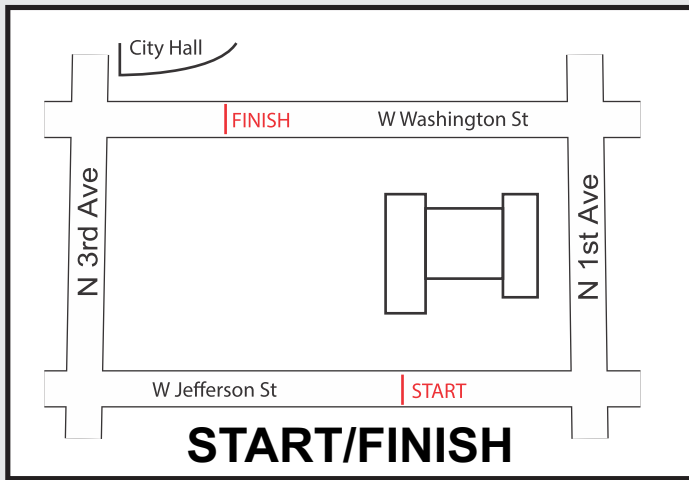 City Hall
FINISH
W Washington St
N 3rd Ave
N 1st Ave
W Jefferson St
START
START/FINISH